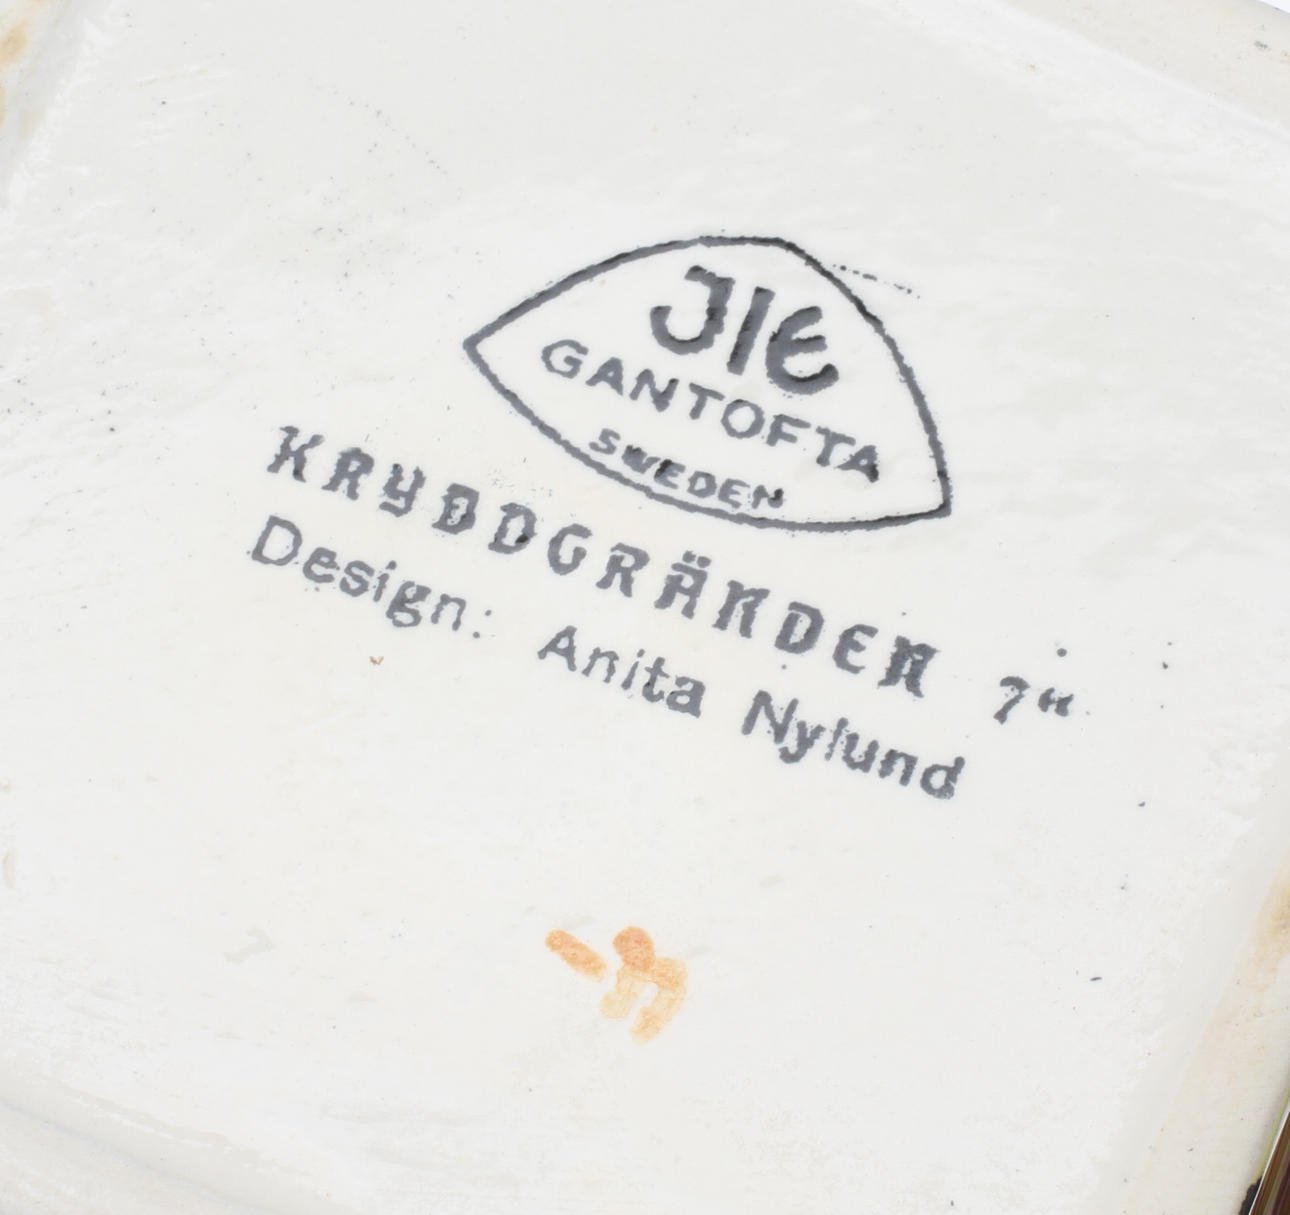 JIE
GANTOFTA
SWEDEN
KRYDDGRÄNDEN 7"
Design: Anita Nylund